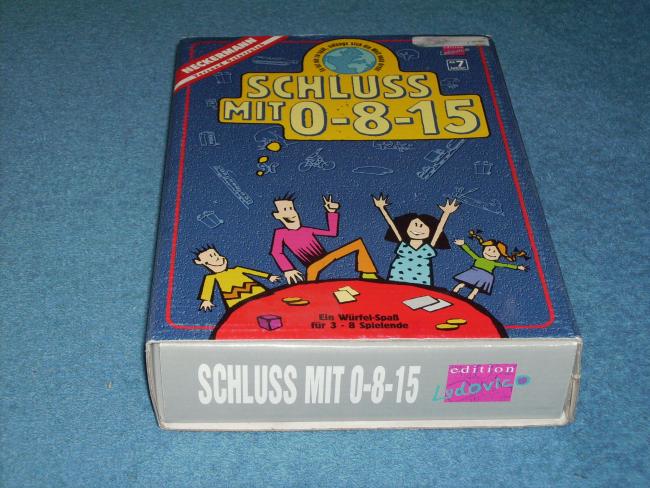 NECKERMANN
SCHLUSS
MIT 0-8-15
7
Ein Würfel-Spaß
für 3 - 8 Spielende
SCHLUSS MIT 0-8-15
edition
Ludovico